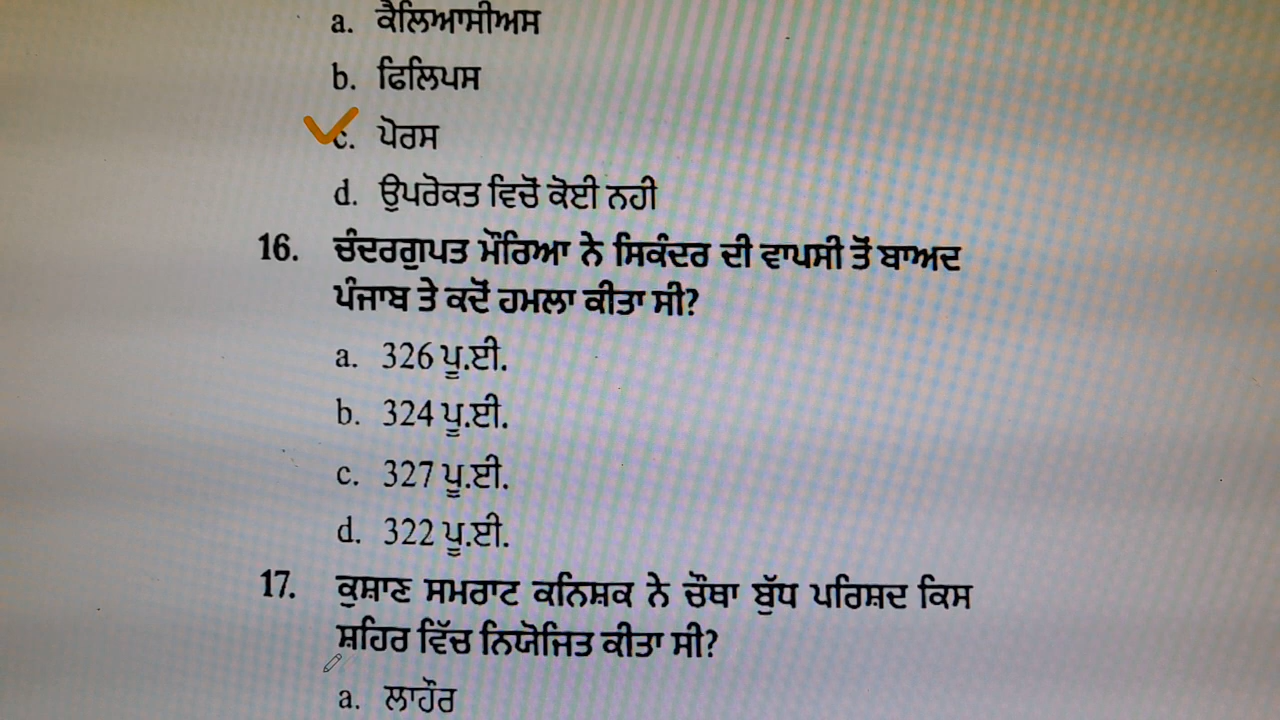 a. ਕੈਲਿਆਸੀਅਸ
b. ਫਿਲਿਪਸ
c. ਪੋਰਸ
d. ਉਪਰੋਕਤ ਵਿਚੋਂ ਕੋਈ ਨਹੀ
16. ਚੰਦਰਗੁਪਤ ਮੌਰਿਆ ਨੇ ਸਿਕੰਦਰ ਦੀ ਵਾਪਸੀ ਤੋਂ ਬਾਅਦ
ਪੰਜਾਬ ਤੇ ਕਦੋਂ ਹਮਲਾ ਕੀਤਾ ਸੀ?
a. 326 ਪੂ.ਈ.
b. 324 ਪੂ.ਈ.
c. 327 ਪੂ.ਈ.
d. 322 ਪੂ.ਈ.
17. ਕੁਸ਼ਾਣ ਸਮਰਾਟ ਕਨਿਸ਼ਕ ਨੇ ਚੌਥਾ ਬੁੱਧ ਪਰਿਸ਼ਦ ਕਿਸ
ਸ਼ਹਿਰ ਵਿੱਚ ਨਿਯੋਜਿਤ ਕੀਤਾ ਸੀ?
a. ਲਾਹੌਰ